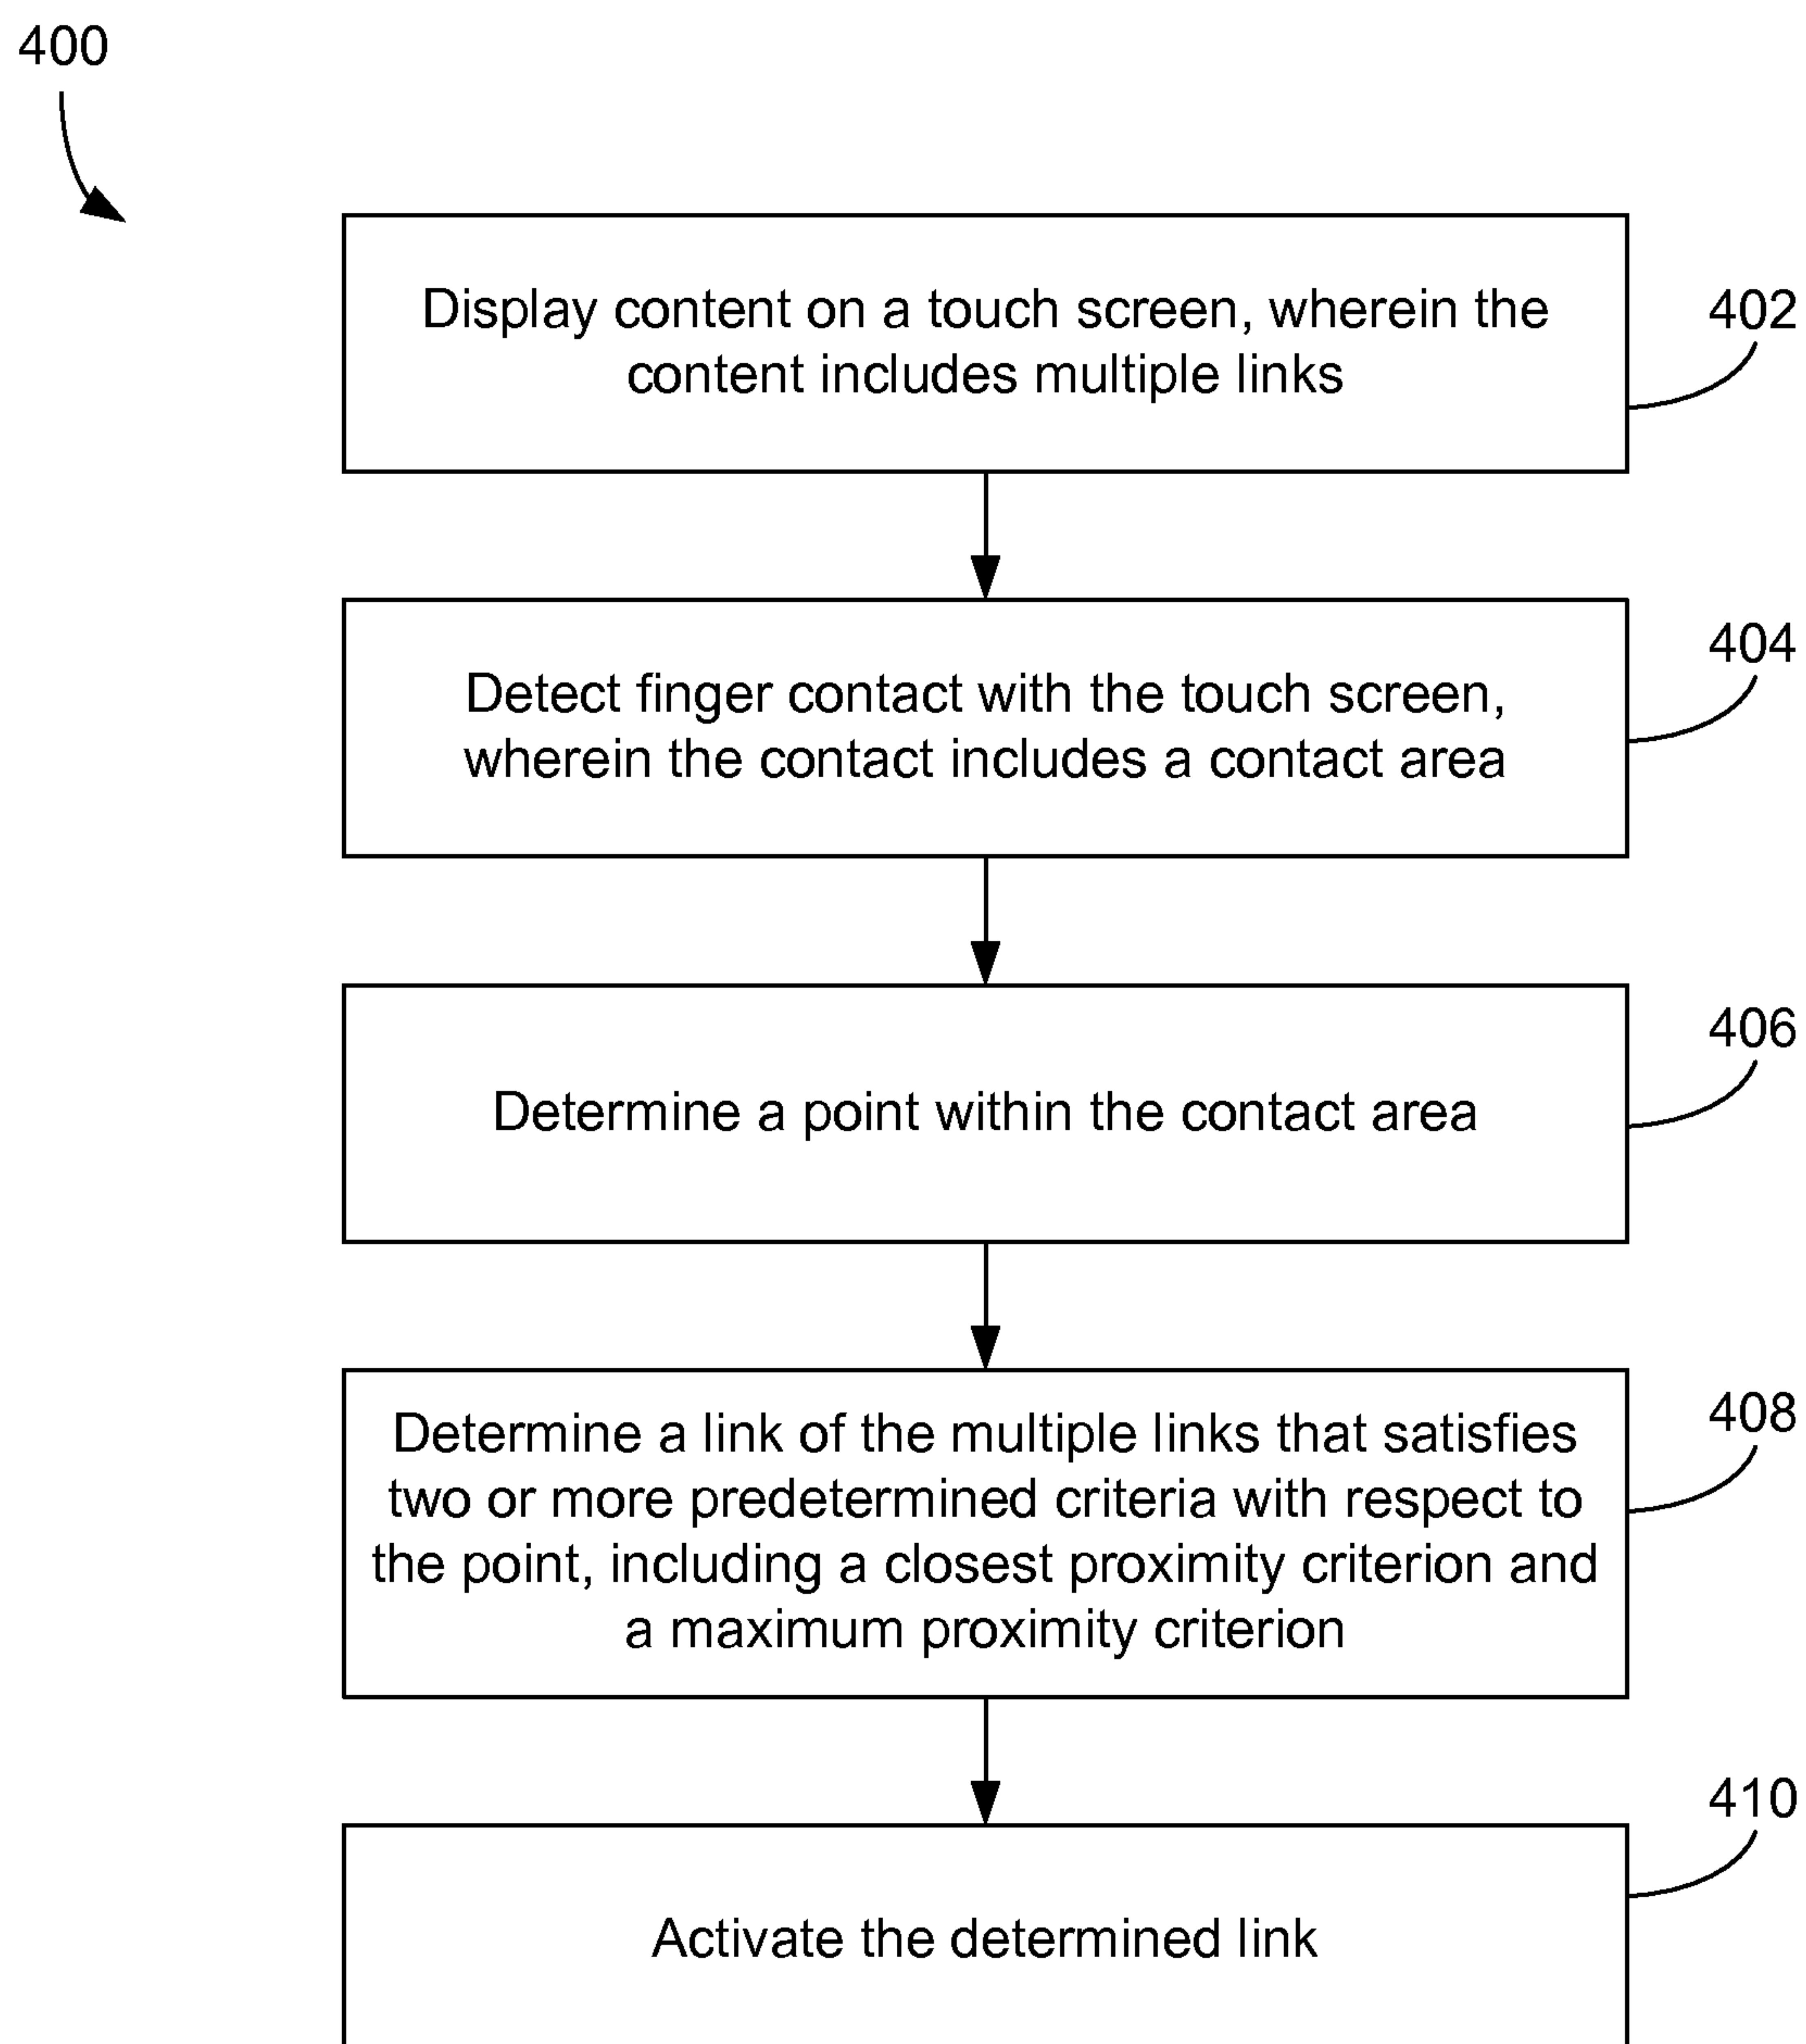 400
Display content on a touch screen, wherein the
content includes multiple links
402
Detect finger contact with the touch screen,
wherein the contact includes a contact area
404
Determine a point within the contact area
406
Determine a link of the multiple links that satisfies
two or more predetermined criteria with respect to
the point, including a closest proximity criterion and
a maximum proximity criterion
408
Activate the determined link
410